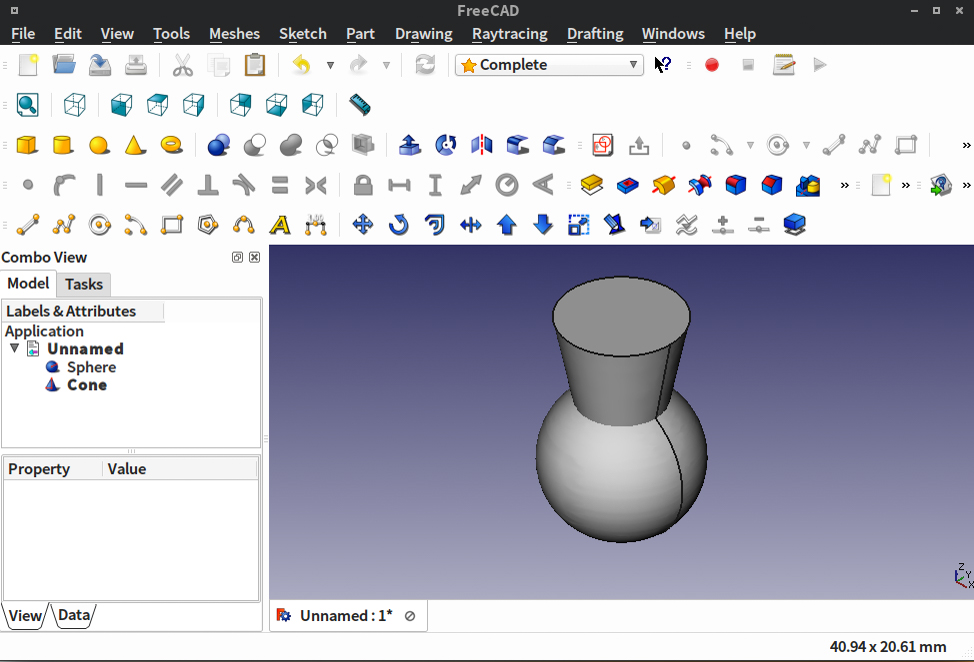 FreeCAD
File Edit View Tools Meshes Sketch Part Drawing Raytracing Drafting Windows Help
Complete
Combo View
Model Tasks
Labels & Attributes
Application
Unnamed
Sphere
Cone
Property Value
View Data
Unnamed : 1*
Z
Y
X
40.94 x 20.61 mm